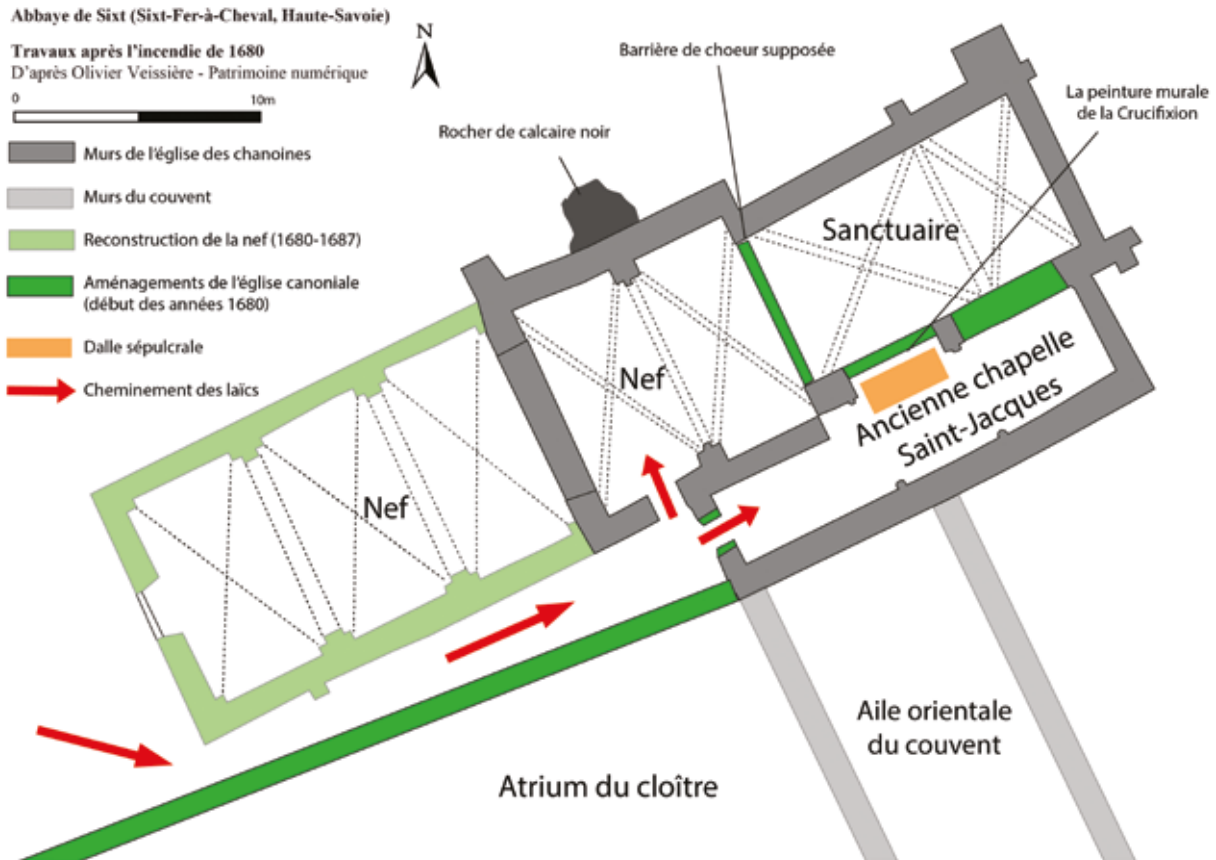 Abbaye de Sixt (Sixt-Fer-à-Cheval, Haute-Savoie)
Travaux après l'incendie de 1680
D'après Olivier Veissière - Patrimoine numérique
0 10m
Murs de l'église des chanoines
Murs du couvent
Reconstruction de la nef (1680-1687)
Aménagements de l'église canoniale
(début des années 1680)
Dalle sépulcrale
Cheminement des laïcs
N
Barrière de choeur supposée
La peinture murale
de la Crucifixion
Rocher de calcaire noir
Sanctuaire
Nef
Ancienne chapelle
Saint-Jacques
Nef
Aile orientale
du couvent
Atrium du cloître